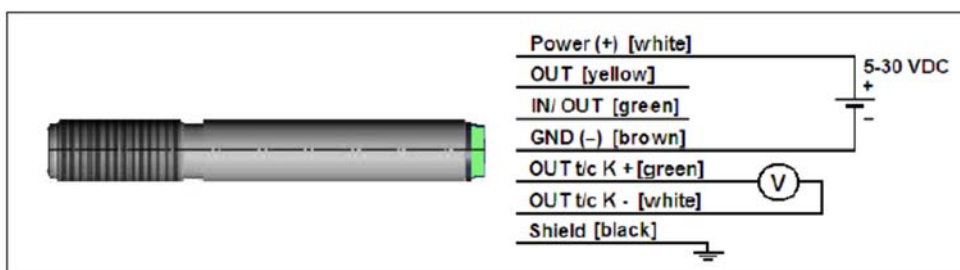 Power (+) [white]
5-30 VDC
+
OUT [yellow]
IN/ OUT [green]
–
GND (–) [brown]
OUT t/c K + [green]
V
OUT t/c K - [white]
Shield [black]